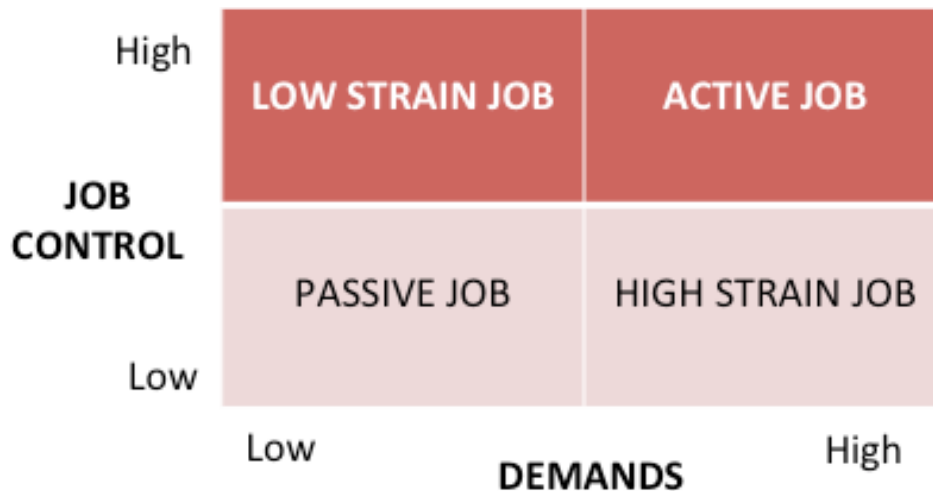 High
LOW STRAIN JOB
ACTIVE JOB
JOB
CONTROL
PASSIVE JOB
HIGH STRAIN JOB
Low
Low
High
DEMANDS